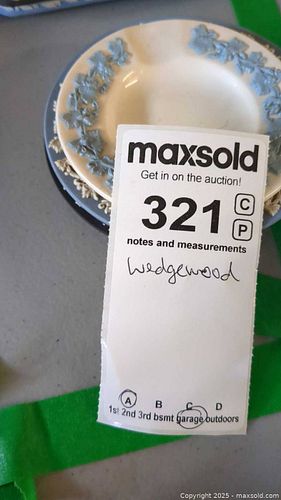 maxsold
Get in on the auction!
321 C
P
notes and measurements
Wedgewood
A B C D
1st 2nd 3rd bsmt garage outdoors
Copyright © 2025 - maxsold.com